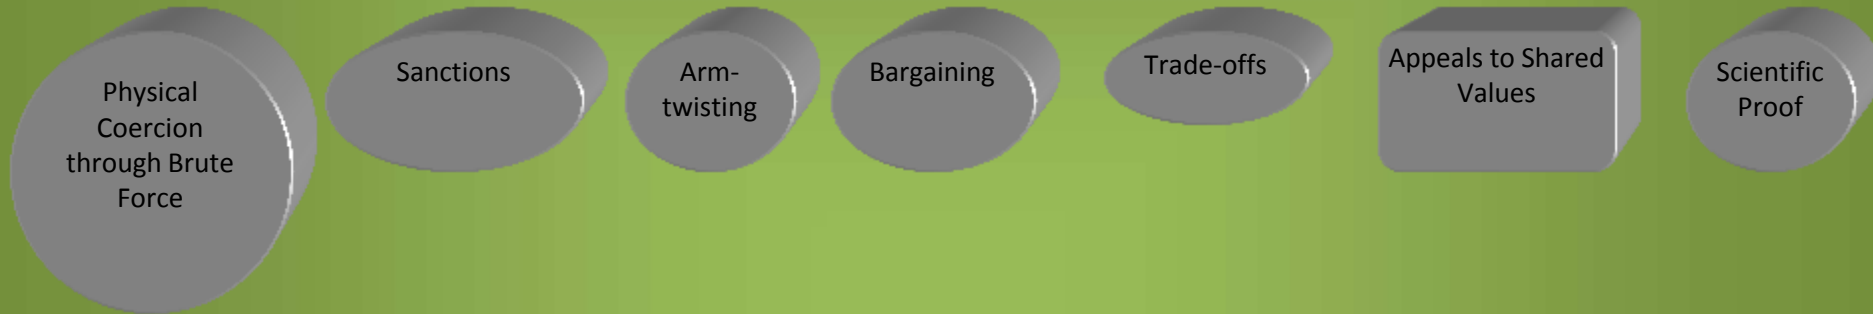 Physical
Coercion
through Brute
Force
Sanctions
Arm-
twisting
Bargaining
Trade-offs
Appeals to Shared
Values
Scientific
Proof